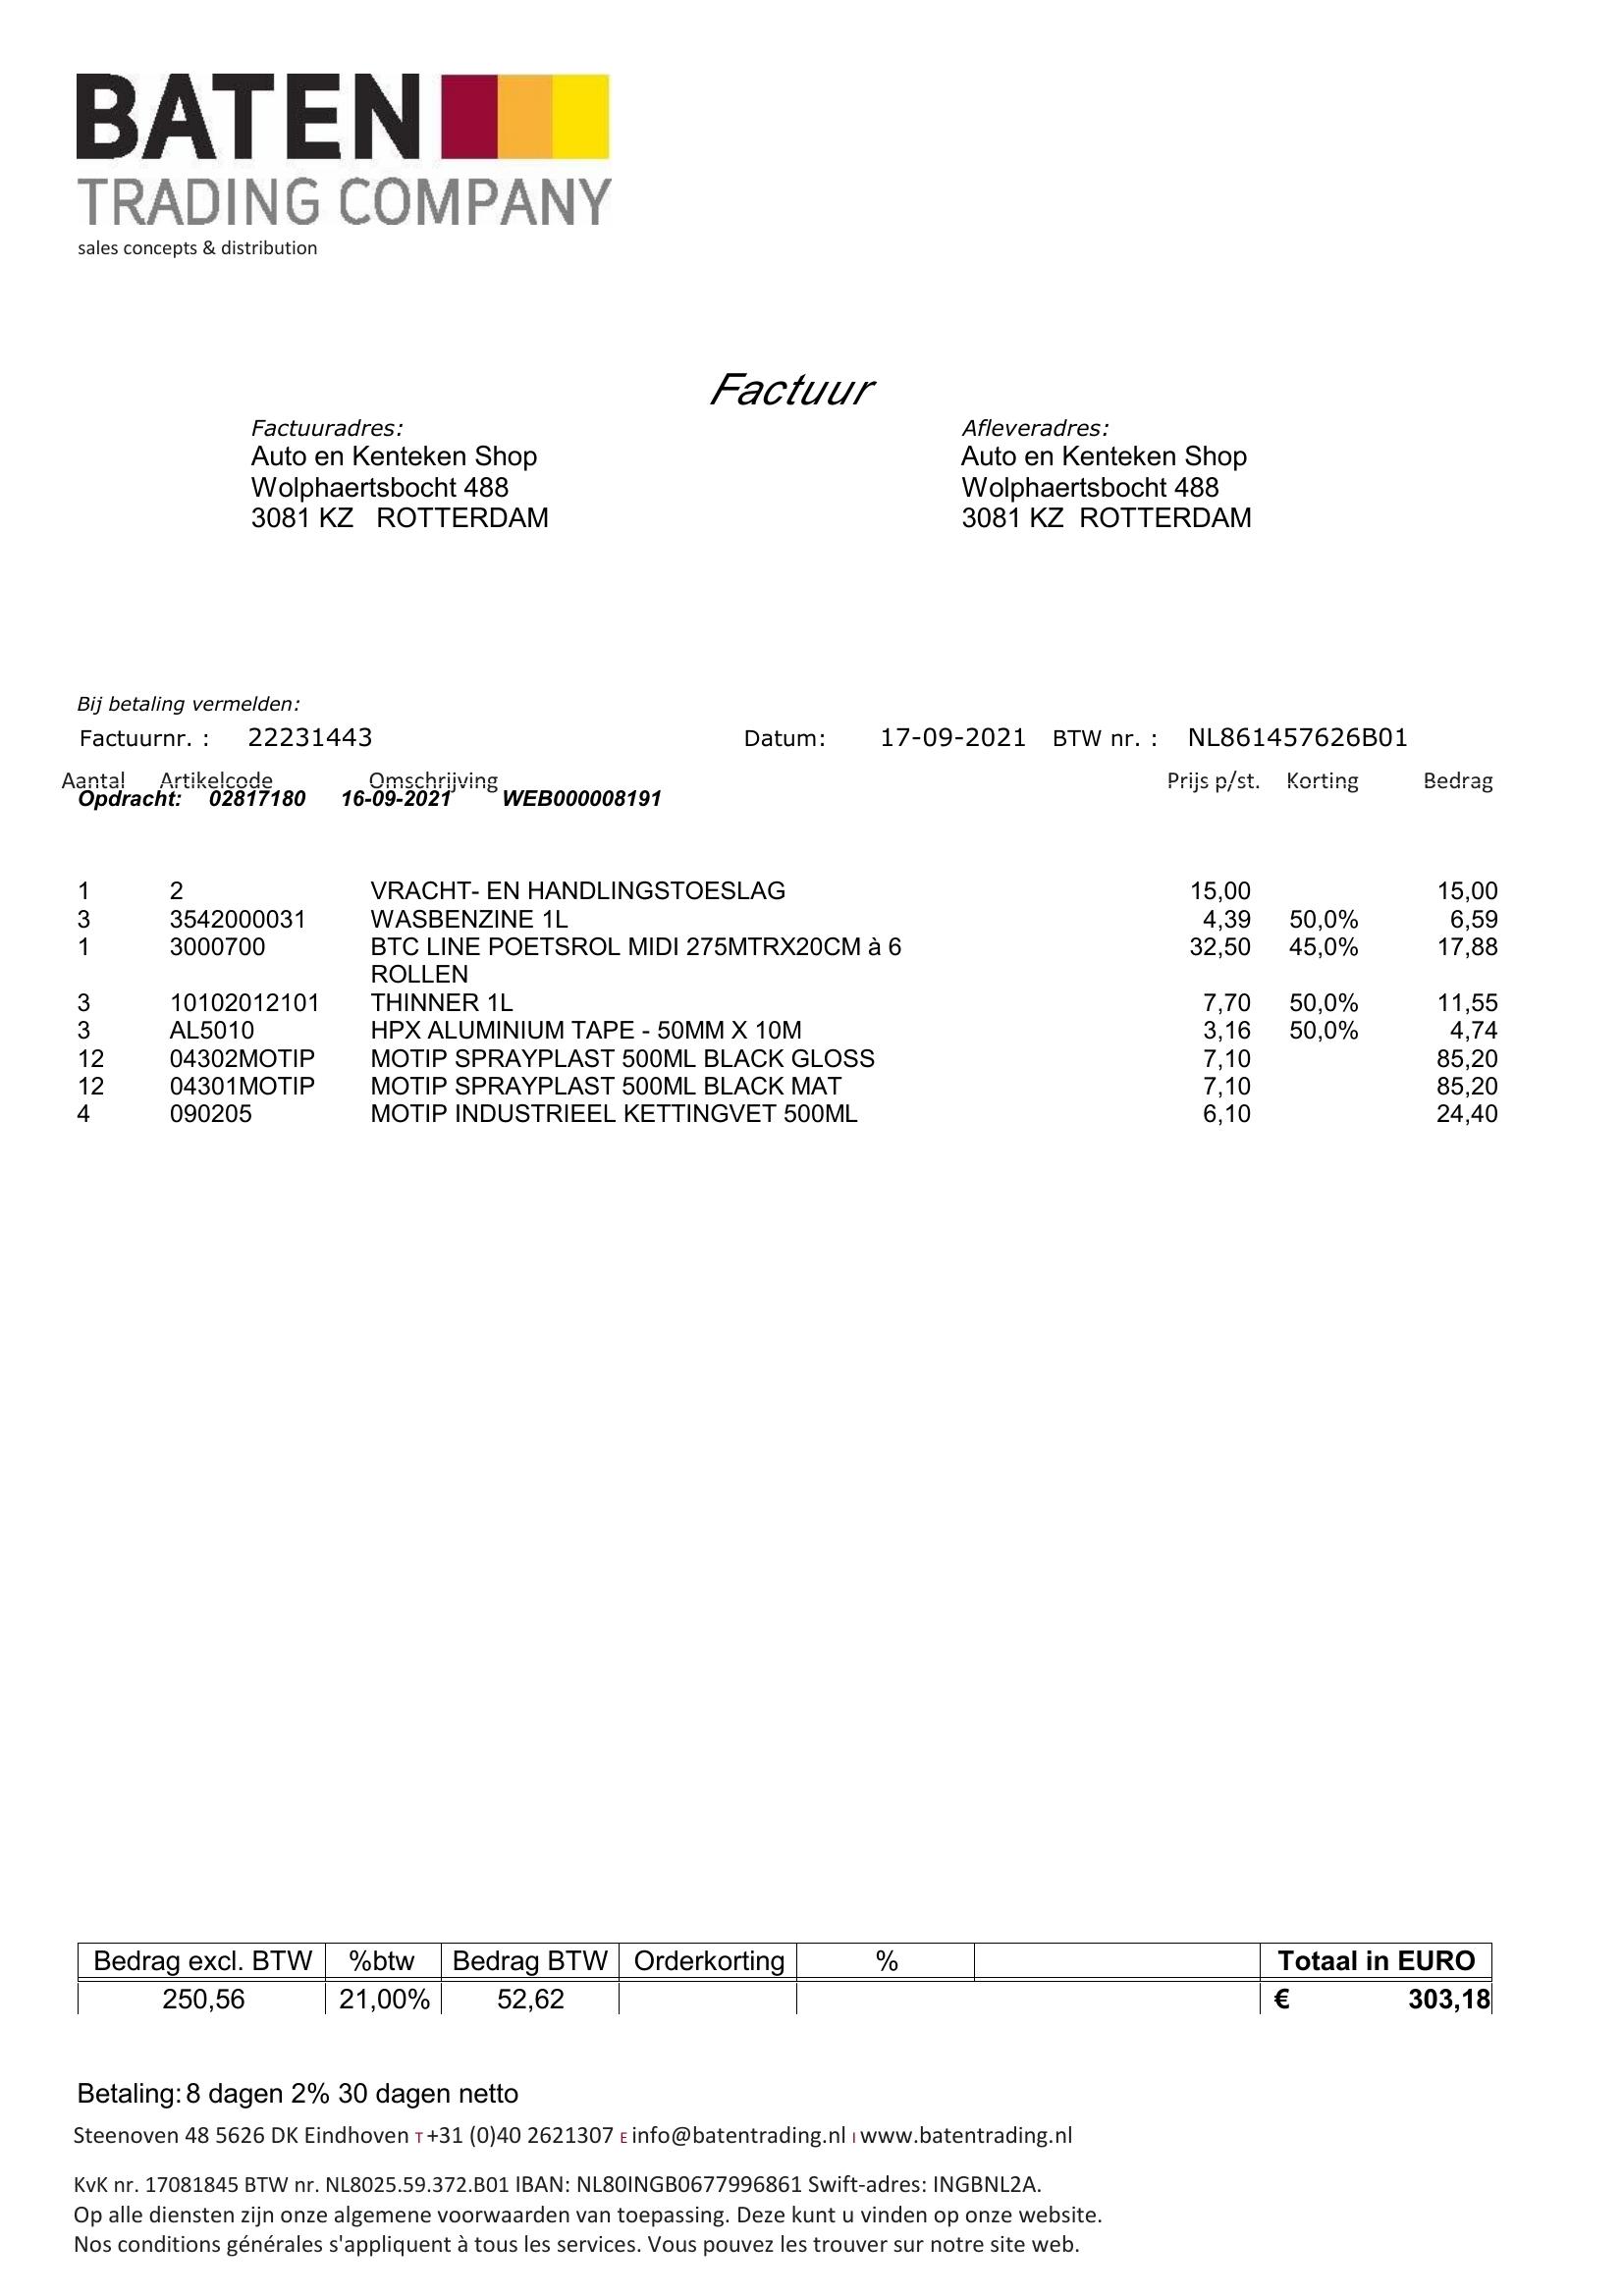 BATEN
TRADING COMPANY
sales concepts & distribution
Factuur
Factuuradres: Afleveradres:
Auto en Kenteken Shop Auto en Kenteken Shop
Wolphaertsbocht 488 Wolphaertsbocht 488
3081 KZ ROTTERDAM 3081 KZ ROTTERDAM
Bij betaling vermelden:
Factuurnr. : 22231443 Datum: 17-09-2021 BTW nr. : NL861457626B01
Aantal Artikelcode Omschrijving Prijs p/st. Korting Bedrag
Opdracht: 02817180 16-09-2021 WEB000008191
1 2 VRACHT- EN HANDLINGSTOESLAG 15,00 15,00
3 3542000031 WASBENZINE 1L 4,39 50,0% 6,59
1 3000700 BTC LINE POETSROL MIDI 275MTRX20CM à 6 32,50 45,0% 17,88
ROLLEN
3 10102012101 THINNER 1L 7,70 50,0% 11,55
3 AL5010 HPX ALUMINIUM TAPE - 50MM X 10M 3,16 50,0% 4,74
12 04302MOTIP MOTIP SPRAYPLAST 500ML BLACK GLOSS 7,10 85,20
12 04301MOTIP MOTIP SPRAYPLAST 500ML BLACK MAT 7,10 85,20
4 090205 MOTIP INDUSTRIEEL KETTINGVET 500ML 6,10 24,40
Bedrag excl. BTW %btw Bedrag BTW Orderkorting % Totaal in EURO
250,56 21,00% 52,62 € 303,18
Betaling: 8 dagen 2% 30 dagen netto
Steenoven 48 5626 DK Eindhoven T +31 (0)40 2621307 E info@batentrading.nl I www.batentrading.nl
KvK nr. 17081845 BTW nr. NL8025.59.372.B01 IBAN: NL80INGB0677996861 Swift-adres: INGBNL2A.
Op alle diensten zijn onze algemene voorwaarden van toepassing. Deze kunt u vinden op onze website.
Nos conditions générales s'appliquent à tous les services. Vous pouvez les trouver sur notre site web.